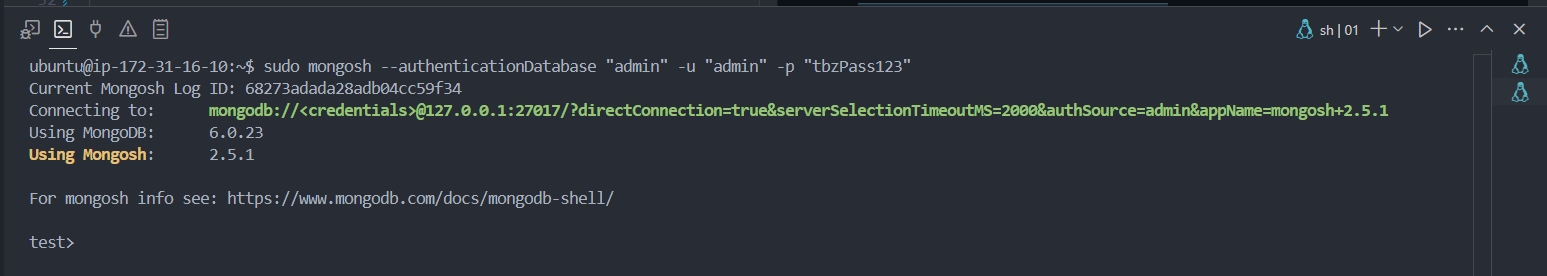 sh | 01
ubuntu@ip-172-31-16-10:~$ sudo mongosh --authenticationDatabase "admin" -u "admin" -p "tbzPass123"
Current Mongosh Log ID: 68273adada28adb04cc59f34
Connecting to: mongodb://<credentials>@127.0.0.1:27017/?directConnection=true&serverSelectionTimeoutMS=2000&authSource=admin&appName=mongosh+2.5.1
Using MongoDB: 6.0.23
Using Mongosh: 2.5.1
For mongosh info see: https://www.mongodb.com/docs/mongodb-shell/
test>